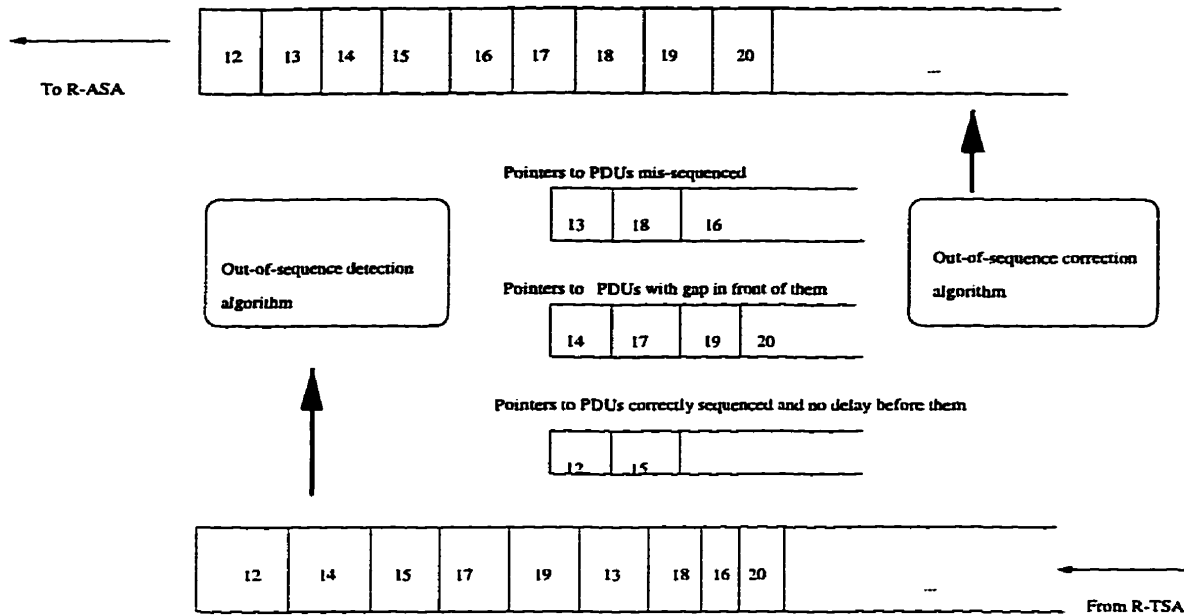 12 13 14 15 16 17 18 19 20 ...
To R-ASA
Pointers to PDUs mis-sequenced
13 18 16
Out-of-sequence detection
algorithm
Out-of-sequence correction
algorithm
Pointers to PDUs with gap in front of them
14 17 19 20
Pointers to PDUs correctly sequenced and no delay before them
12 15
12 14 15 17 19 13 18 16 20 ...
From R-TSA